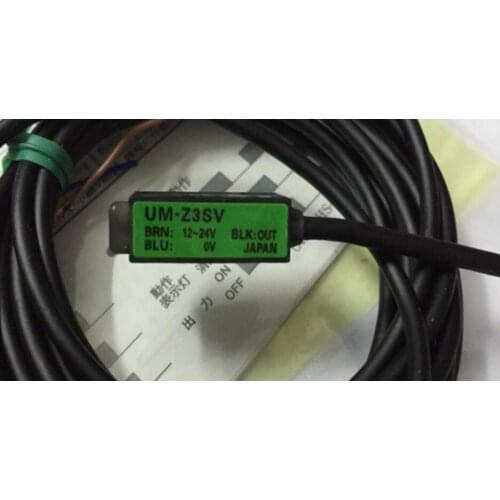 UM-Z3SV
BRN: 12~24V BLK:OUT
BLU: 0V JAPAN
動作
表示灯
出力 ON
OFF